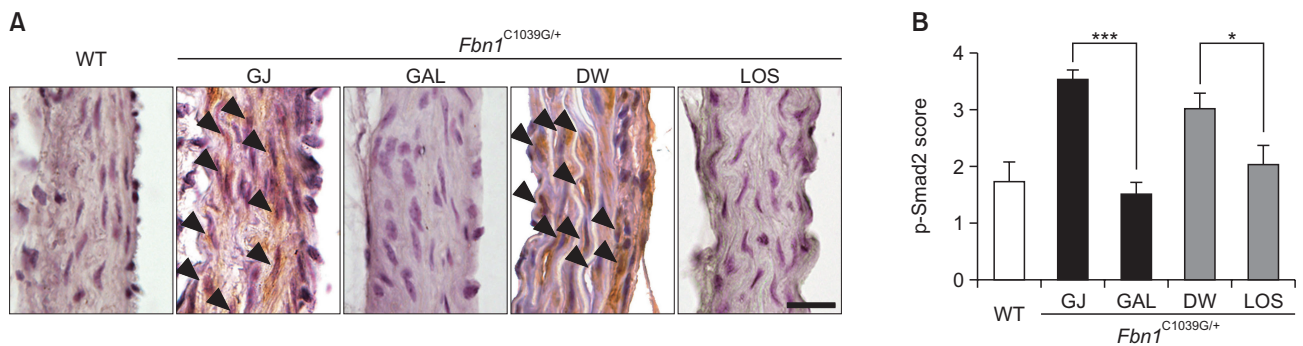 A
WT
Fbn1C1039G/+
GJ GAL DW LOS
B
p-Smad2 score
4
3
2
1
0
*** *
WT GJ GAL DW LOS
Fbn1C1039G/+